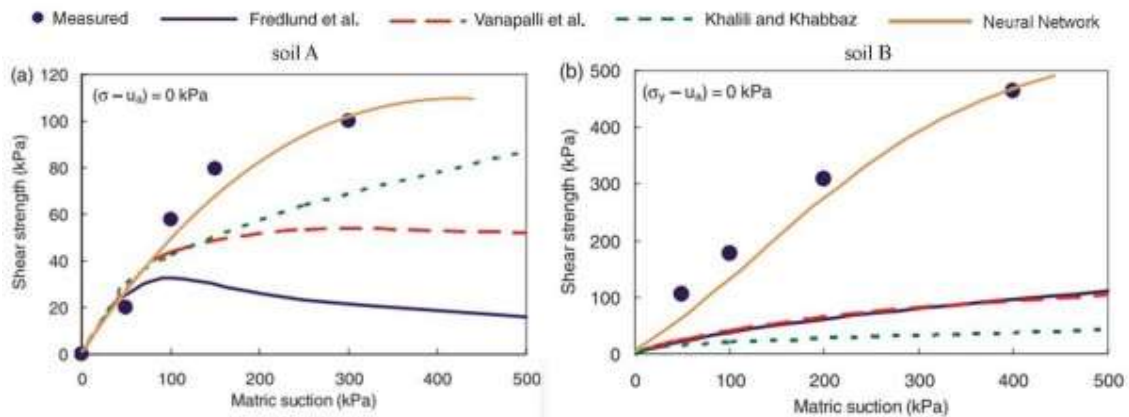 Measured Fredlund et al. Vanapalli et al. Khalili and Khabbaz Neural Network
soil A
soil B
(a)
120
100
80
60
40
20
0
Shear strength (kPa)
(σ – uₐ) = 0 kPa
0 100 200 300 400 500
Matric suction (kPa)
(b)
500
400
300
200
100
0
Shear strength (kPa)
(σᵧ – uₐ) = 0 kPa
0 100 200 300 400 500
Matric suction (kPa)